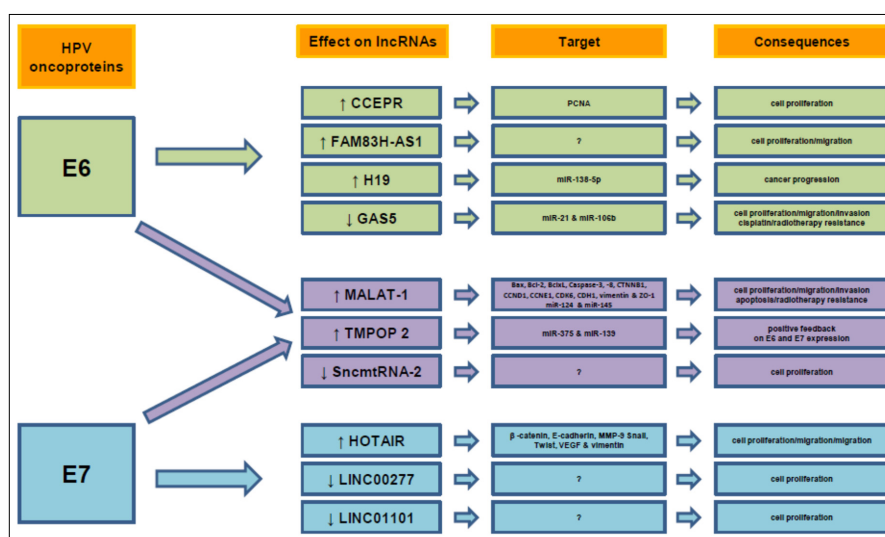 HPV
oncoproteins
Effect on lncRNAs
Target
Consequences
E6
↑ CCEPR
PCNA
cell proliferation
↑ FAM83H-AS1
?
cell proliferation/migration
↑ H19
miR-138-5p
cancer progression
↓ GAS5
miR-21 & miR-106b
cell proliferation/migration/invasion
cisplatin/radiotherapy resistance
↑ MALAT-1
Bax, Bcl-2, BclxL, Caspase-3, -8, CTNNB1,
CCND1, CCNE1, CDK6, CDH1, vimentin & ZO-1
miR-124 & miR-145
cell proliferation/migration/invasion
apoptosis/radiotherapy resistance
↑ TMPOP 2
miR-375 & miR-139
positive feedback
on E6 and E7 expression
↓ SncmtRNA-2
?
cell proliferation
E7
↑ HOTAIR
β -catenin, E-cadherin, MMP-9 Snail,
Twist, VEGF & vimentin
cell proliferation/migration/migration
↓ LINC00277
?
cell proliferation
↓ LINC01101
?
cell proliferation